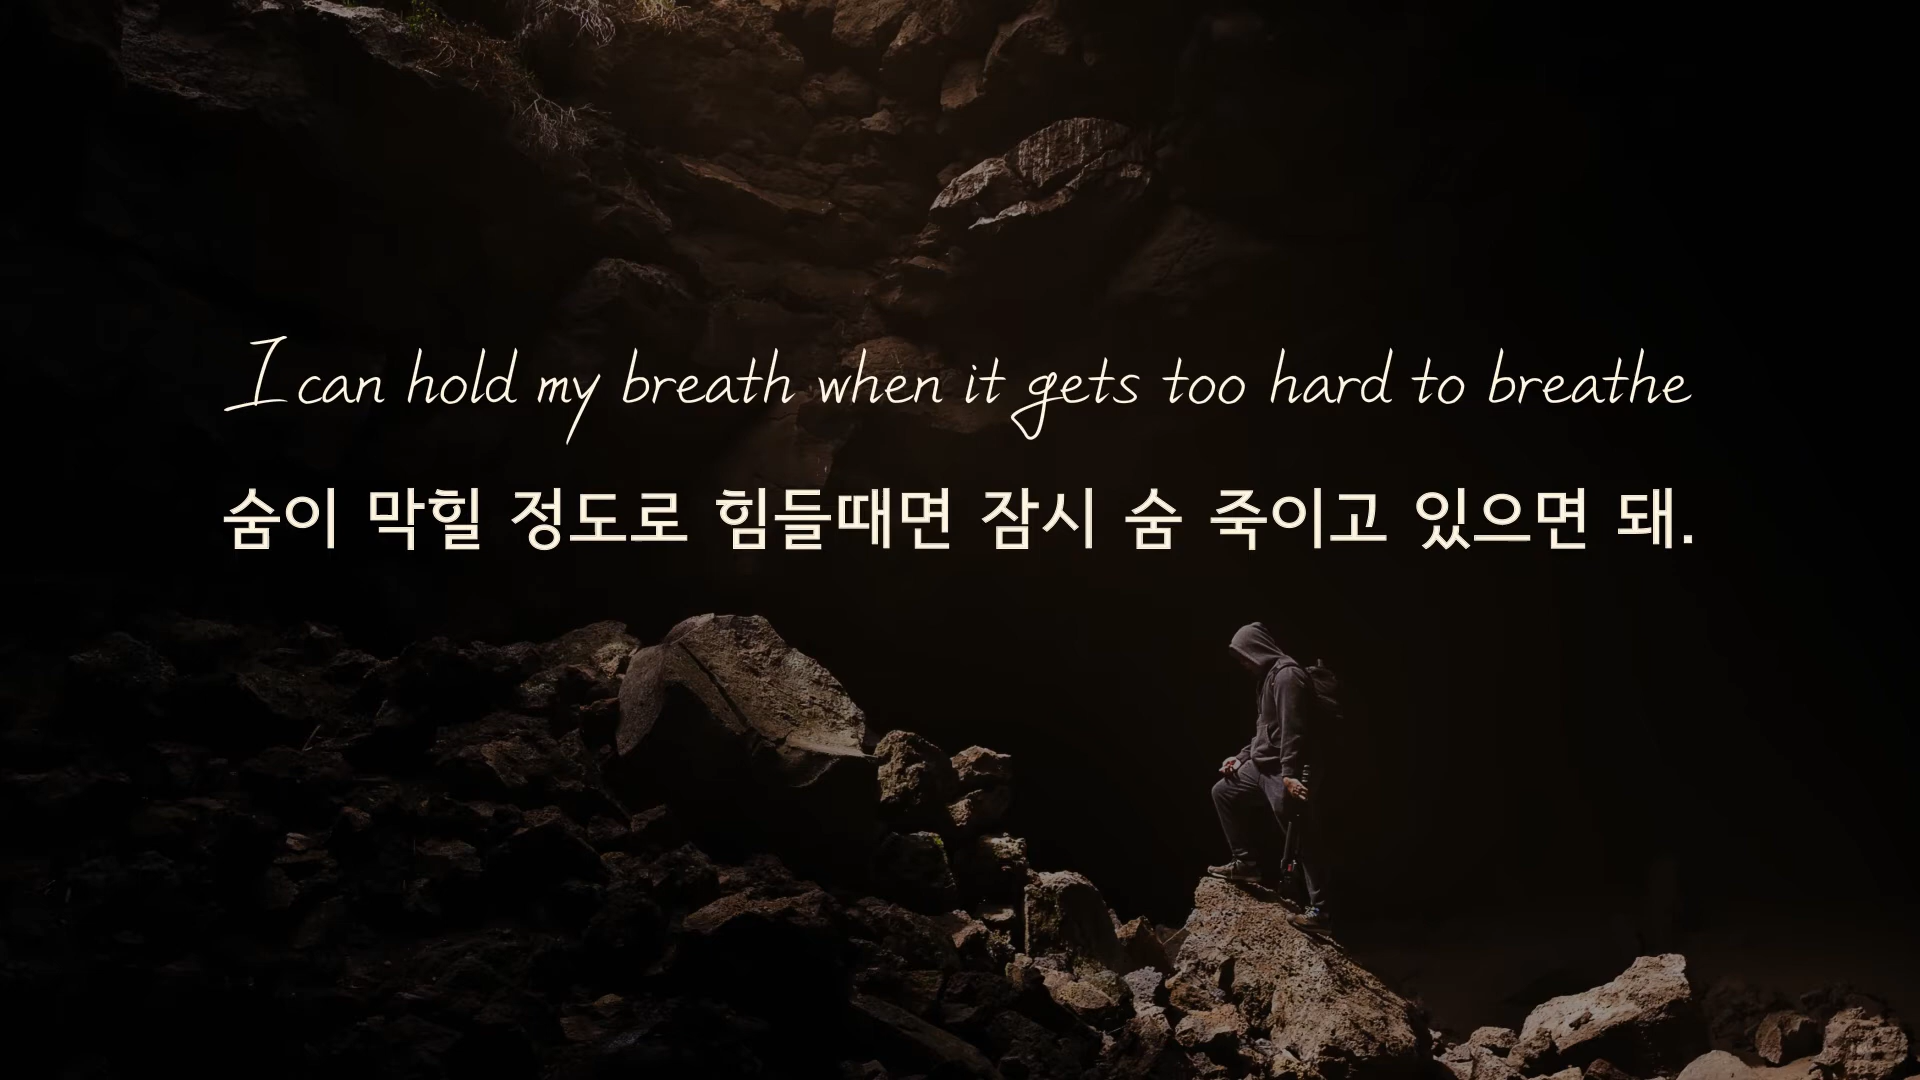 I can hold my breath when it gets too hard to breathe
숨이 막힐 정도로 힘들때면 잠시 숨 죽이고 있으면 돼.